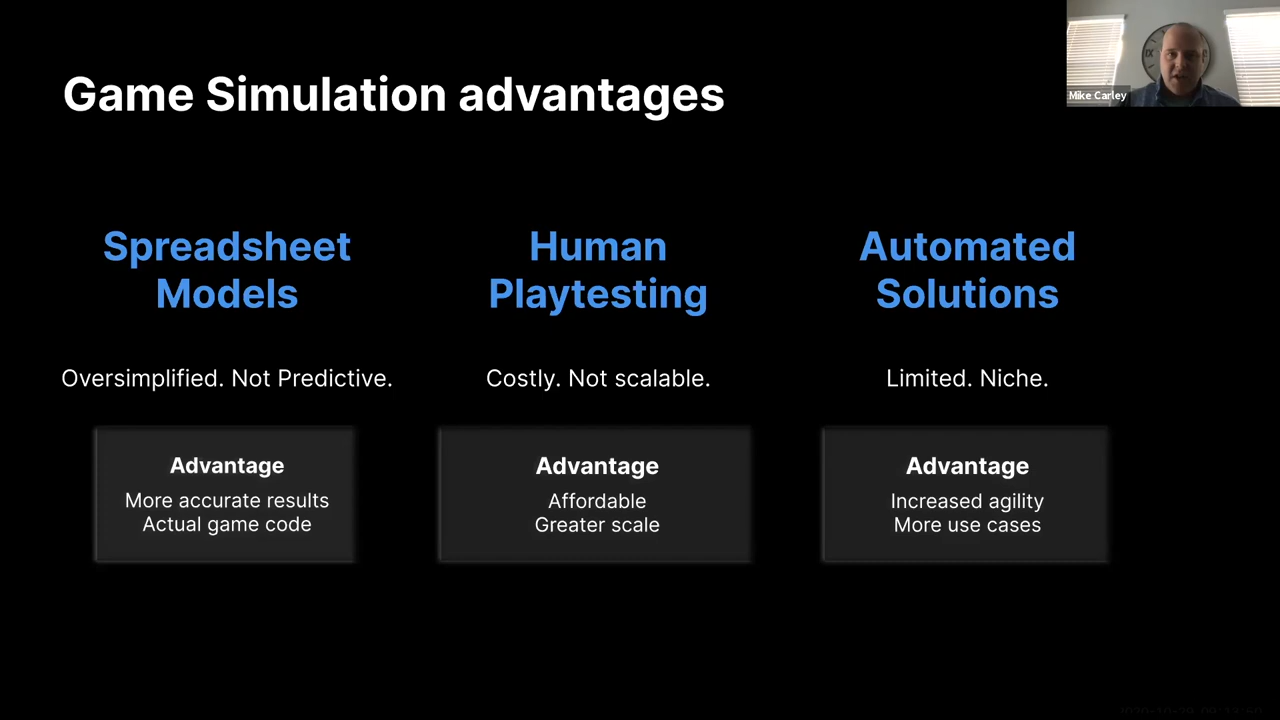 Game Simulation advantages
Mike Carley
Spreadsheet
Models
Human
Playtesting
Automated
Solutions
Oversimplified. Not Predictive.
Costly. Not scalable.
Limited. Niche.
Advantage
More accurate results
Actual game code
Advantage
Affordable
Greater scale
Advantage
Increased agility
More use cases